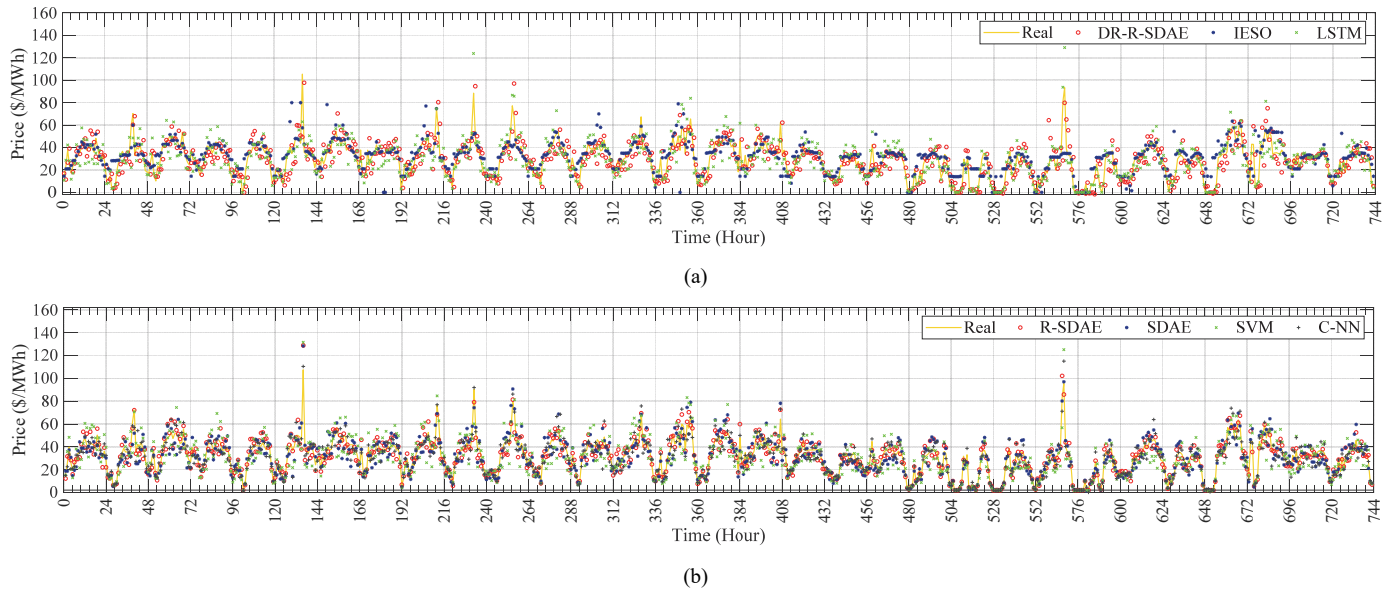 160
140
120
100
80
60
40
20
0
Price ($/MWh)
Real DR-R-SDAE IESO LSTM
0 24 48 72 96 120 144 168 192 216 240 264 288 312 336 360 384 408 432 456 480 504 528 552 576 600 624 648 672 696 720 744
Time (Hour)
(a)
160
140
120
100
80
60
40
20
0
Price ($/MWh)
Real R-SDAE SDAE SVM C-NN
0 24 48 72 96 120 144 168 192 216 240 264 288 312 336 360 384 408 432 456 480 504 528 552 576 600 624 648 672 696 720 744
Time (Hour)
(b)